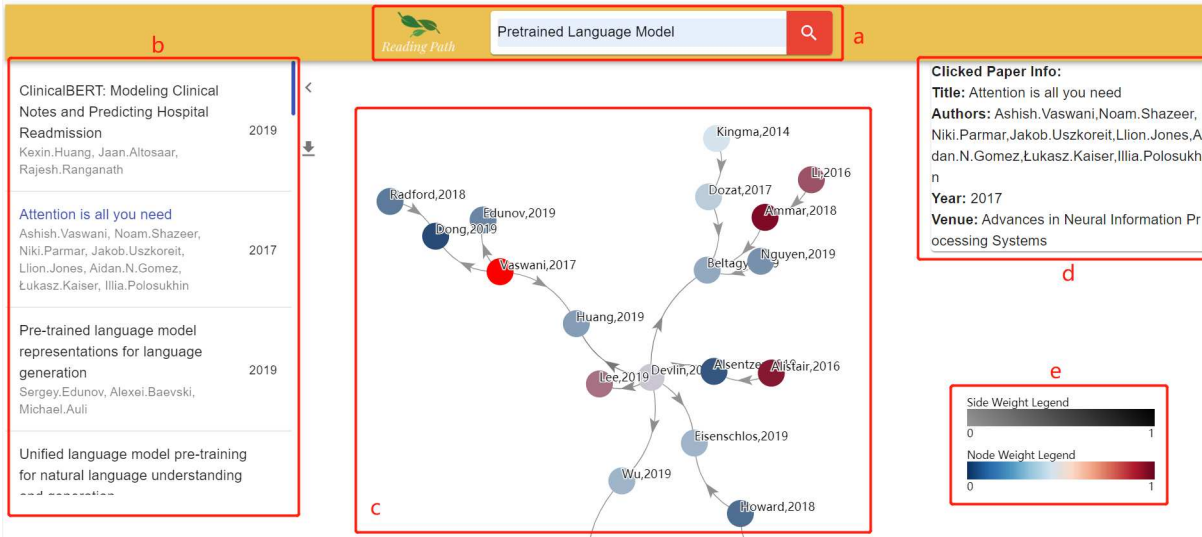 Reading Path
Pretrained Language Model
a
b
ClinicalBERT: Modeling Clinical
Notes and Predicting Hospital
Readmission
2019
Kexin.Huang, Jaan.Altosaar,
Rajesh.Ranganath
Attention is all you need
Ashish.Vaswani, Noam.Shazeer,
Niki.Parmar, Jakob.Uszkoreit,
2017
Llion.Jones, Aidan.N.Gomez,
Łukasz.Kaiser, Illia.Polosukhin
Pre-trained language model
representations for language
generation
2019
Sergey.Edunov, Alexei.Baevski,
Michael.Auli
Unified language model pre-training
for natural language understanding
and generation
Kingma,2014
Li,2016
Radford,2018
Dozat,2017
Edunov,2019
Ammar,2018
Dong,2019
Nguyen,2019
Vaswani,2017
Beltagy
9
Huang,2019
Lee,2019
Devlin,20
Alsentze
Alistair,2016
Eisenschlos,2019
Wu,2019
Howard,2018
c
Clicked Paper Info:
Title: Attention is all you need
Authors: Ashish.Vaswani,Noam.Shazeer,
Niki.Parmar,Jakob.Uszkoreit,Llion.Jones,A
dan.N.Gomez,Łukasz.Kaiser,Illia.Polosukh
n
Year: 2017
Venue: Advances in Neural Information Pr
ocessing Systems
d
e
Side Weight Legend
0 1
Node Weight Legend
0 1